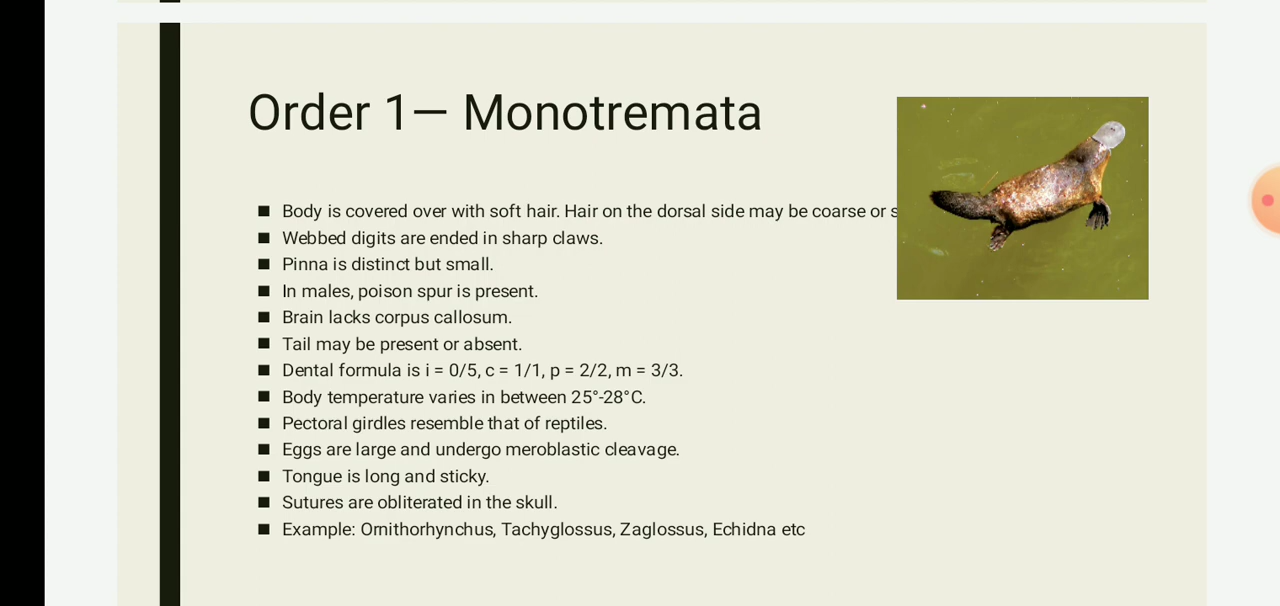 Order 1— Monotremata
■ Body is covered over with soft hair. Hair on the dorsal side may be coarse or
■ Webbed digits are ended in sharp claws.
■ Pinna is distinct but small.
■ In males, poison spur is present.
■ Brain lacks corpus callosum.
■ Tail may be present or absent.
■ Dental formula is i = 0/5, c = 1/1, p = 2/2, m = 3/3.
■ Body temperature varies in between 25°-28°C.
■ Pectoral girdles resemble that of reptiles.
■ Eggs are large and undergo meroblastic cleavage.
■ Tongue is long and sticky.
■ Sutures are obliterated in the skull.
■ Example: Ornithorhynchus, Tachyglossus, Zaglossus, Echidna etc